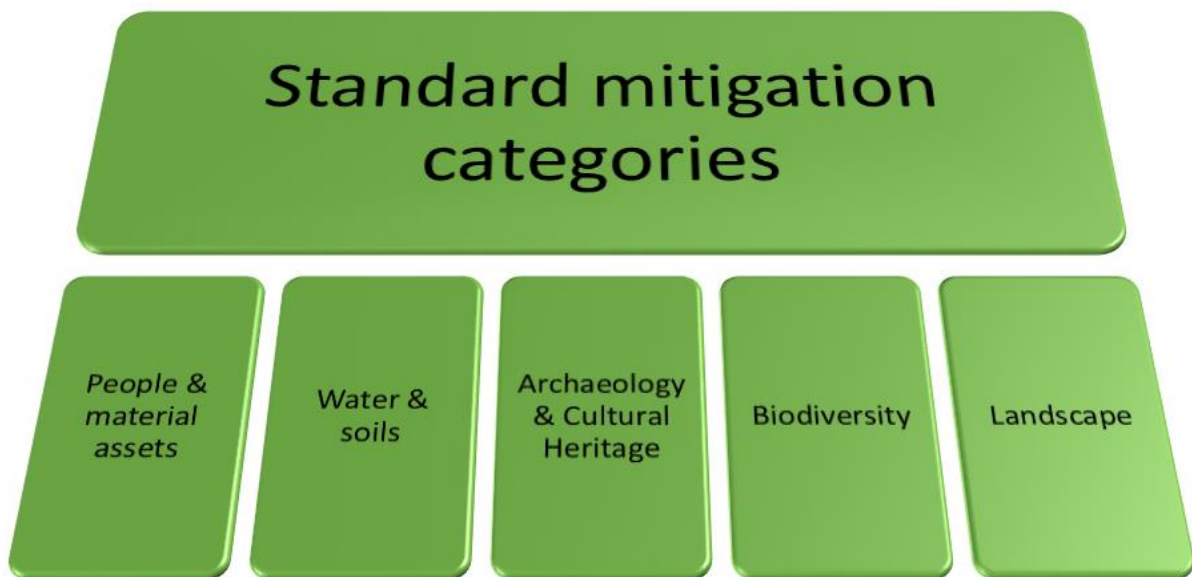 Standard mitigation
categories
People &
material
assets
Water &
soils
Archaeology
& Cultural
Heritage
Biodiversity
Landscape